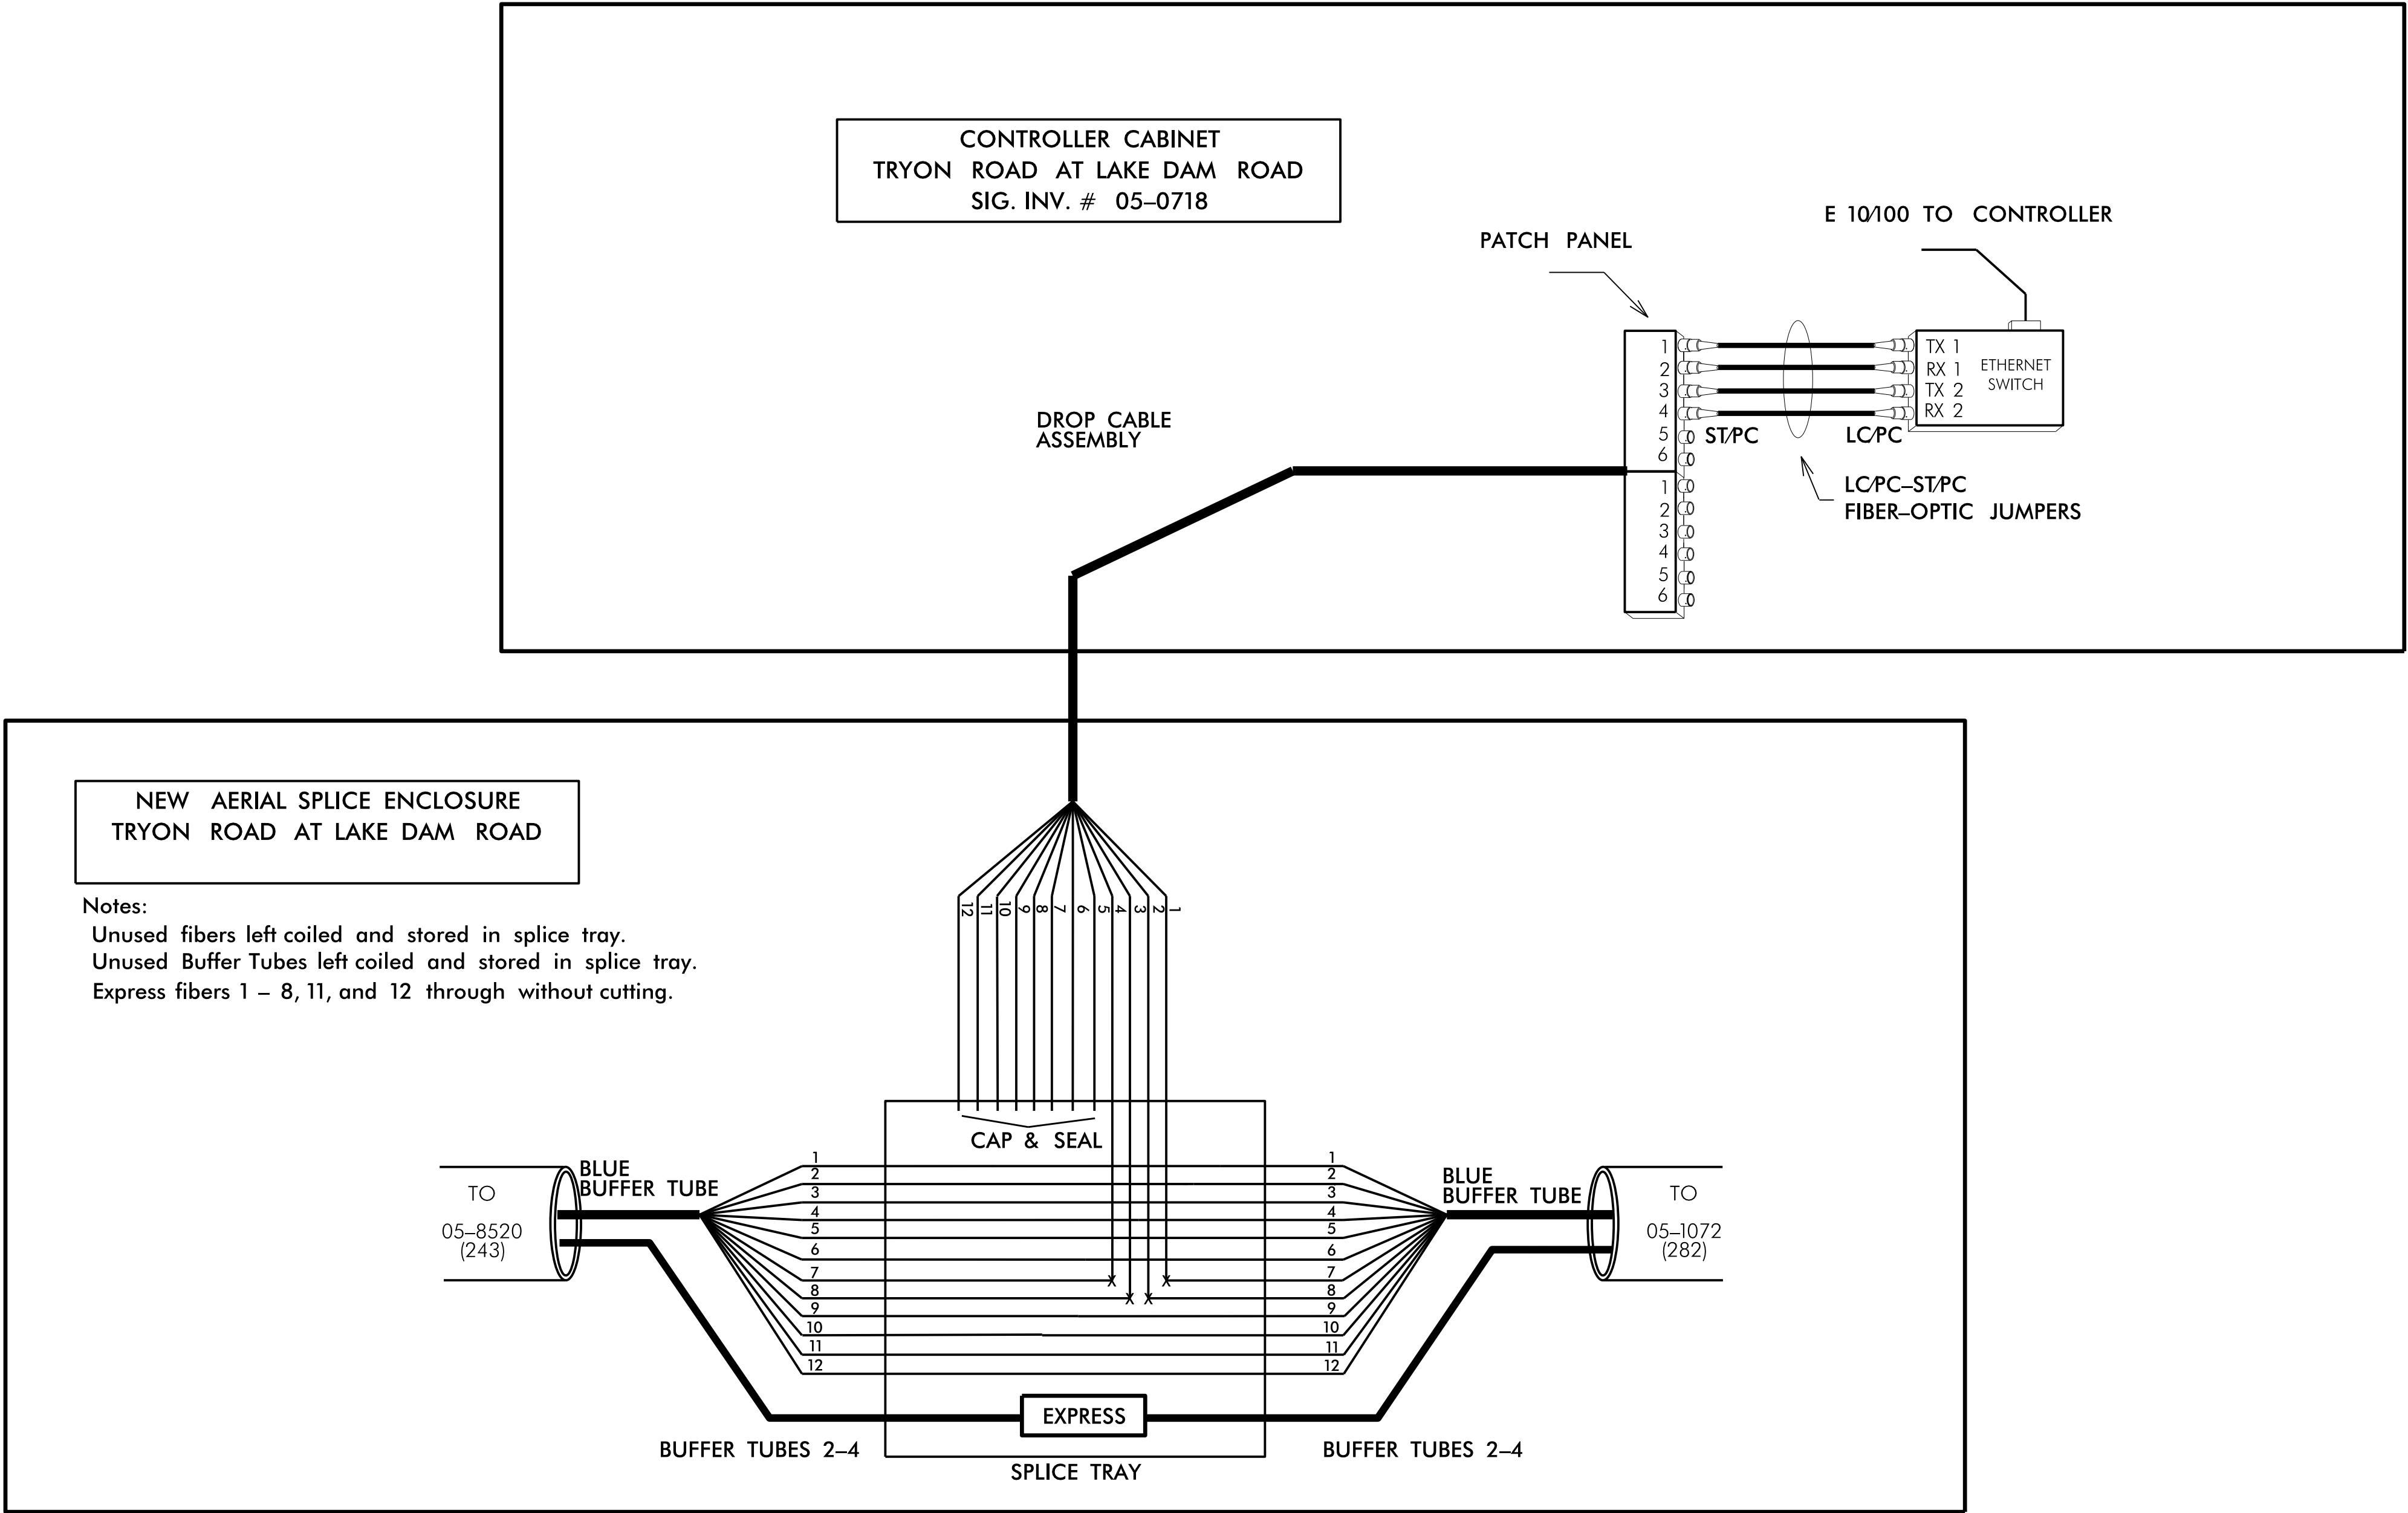 CONTROLLER CABINET
TRYON ROAD AT LAKE DAM ROAD
SIG. INV. # 05–0718
E 10/100 TO CONTROLLER
PATCH PANEL
1
2
3
4
5
6
1
2
3
4
5
6
TX 1
RX 1
TX 2
RX 2
ETHERNET
SWITCH
ST/PC
LC/PC
LC/PC–ST/PC
FIBER–OPTIC JUMPERS
DROP CABLE
ASSEMBLY
NEW AERIAL SPLICE ENCLOSURE
TRYON ROAD AT LAKE DAM ROAD
Notes:
Unused fibers left coiled and stored in splice tray.
Unused Buffer Tubes left coiled and stored in splice tray.
Express fibers 1 – 8, 11, and 12 through without cutting.
12 11 10 9 8 7 6 5 4 3 2 1
CAP & SEAL
TO
05–8520
(243)
BLUE
BUFFER TUBE
1
2
3
4
5
6
7
8
9
10
11
12
X X X X
1
2
3
4
5
6
7
8
9
10
11
12
BLUE
BUFFER TUBE
TO
05–1072
(282)
EXPRESS
BUFFER TUBES 2–4
BUFFER TUBES 2–4
SPLICE TRAY